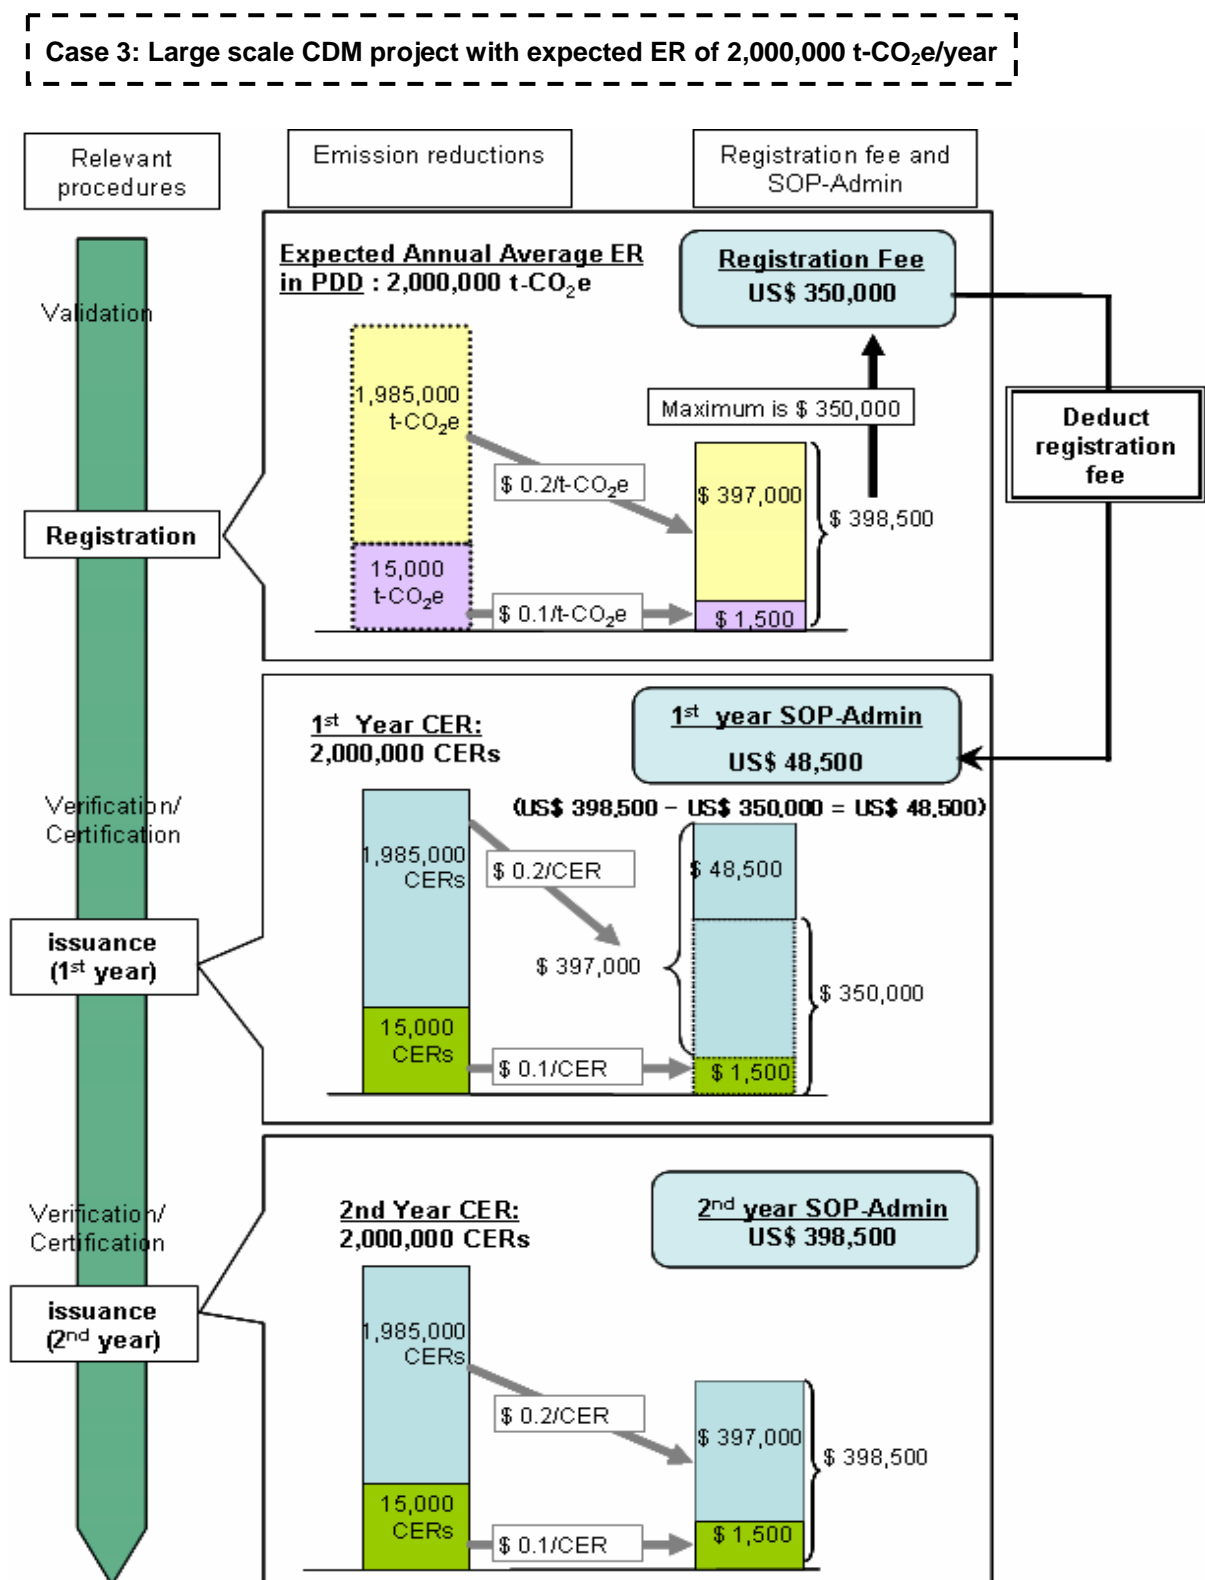 Case 3: Large scale CDM project with expected ER of 2,000,000 t-CO₂e/year
Relevant
procedures
Emission reductions
Registration fee and
SOP-Admin
Validation
Registration
Expected Annual Average ER
in PDD : 2,000,000 t-CO₂e
Registration Fee
US$ 350,000
1,985,000
t-CO₂e
Maximum is $ 350,000
Deduct
registration
fee
$ 0.2/t-CO₂e
$ 397,000
$ 398,500
15,000
t-CO₂e
$ 0.1/t-CO₂e
$ 1,500
Verification/
Certification
issuance
(1st year)
1st Year CER:
2,000,000 CERs
1st year SOP-Admin
US$ 48,500
(US$ 398,500 – US$ 350,000 = US$ 48,500)
1,985,000
CERs
$ 0.2/CER
$ 48,500
$ 397,000
$ 350,000
15,000
CERs
$ 0.1/CER
$ 1,500
Verification/
Certification
issuance
(2nd year)
2nd Year CER:
2,000,000 CERs
2nd year SOP-Admin
US$ 398,500
1,985,000
CERs
$ 0.2/CER
$ 397,000
$ 398,500
15,000
CERs
$ 0.1/CER
$ 1,500